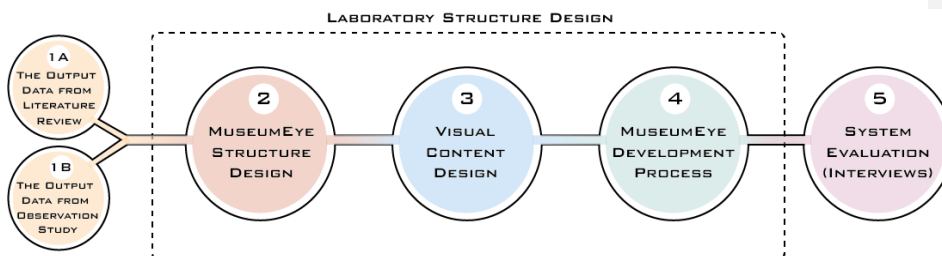 LABORATORY STRUCTURE DESIGN
1A
THE OUTPUT
DATA FROM
LITERATURE
REVIEW
1B
THE OUTPUT
DATA FROM
OBSERVATION
STUDY
2
MUSEUMEYE
STRUCTURE
DESIGN
3
VISUAL
CONTENT
DESIGN
4
MUSEUMEYE
DEVELOPMENT
PROCESS
5
SYSTEM
EVALUATION
(INTERVIEWS)